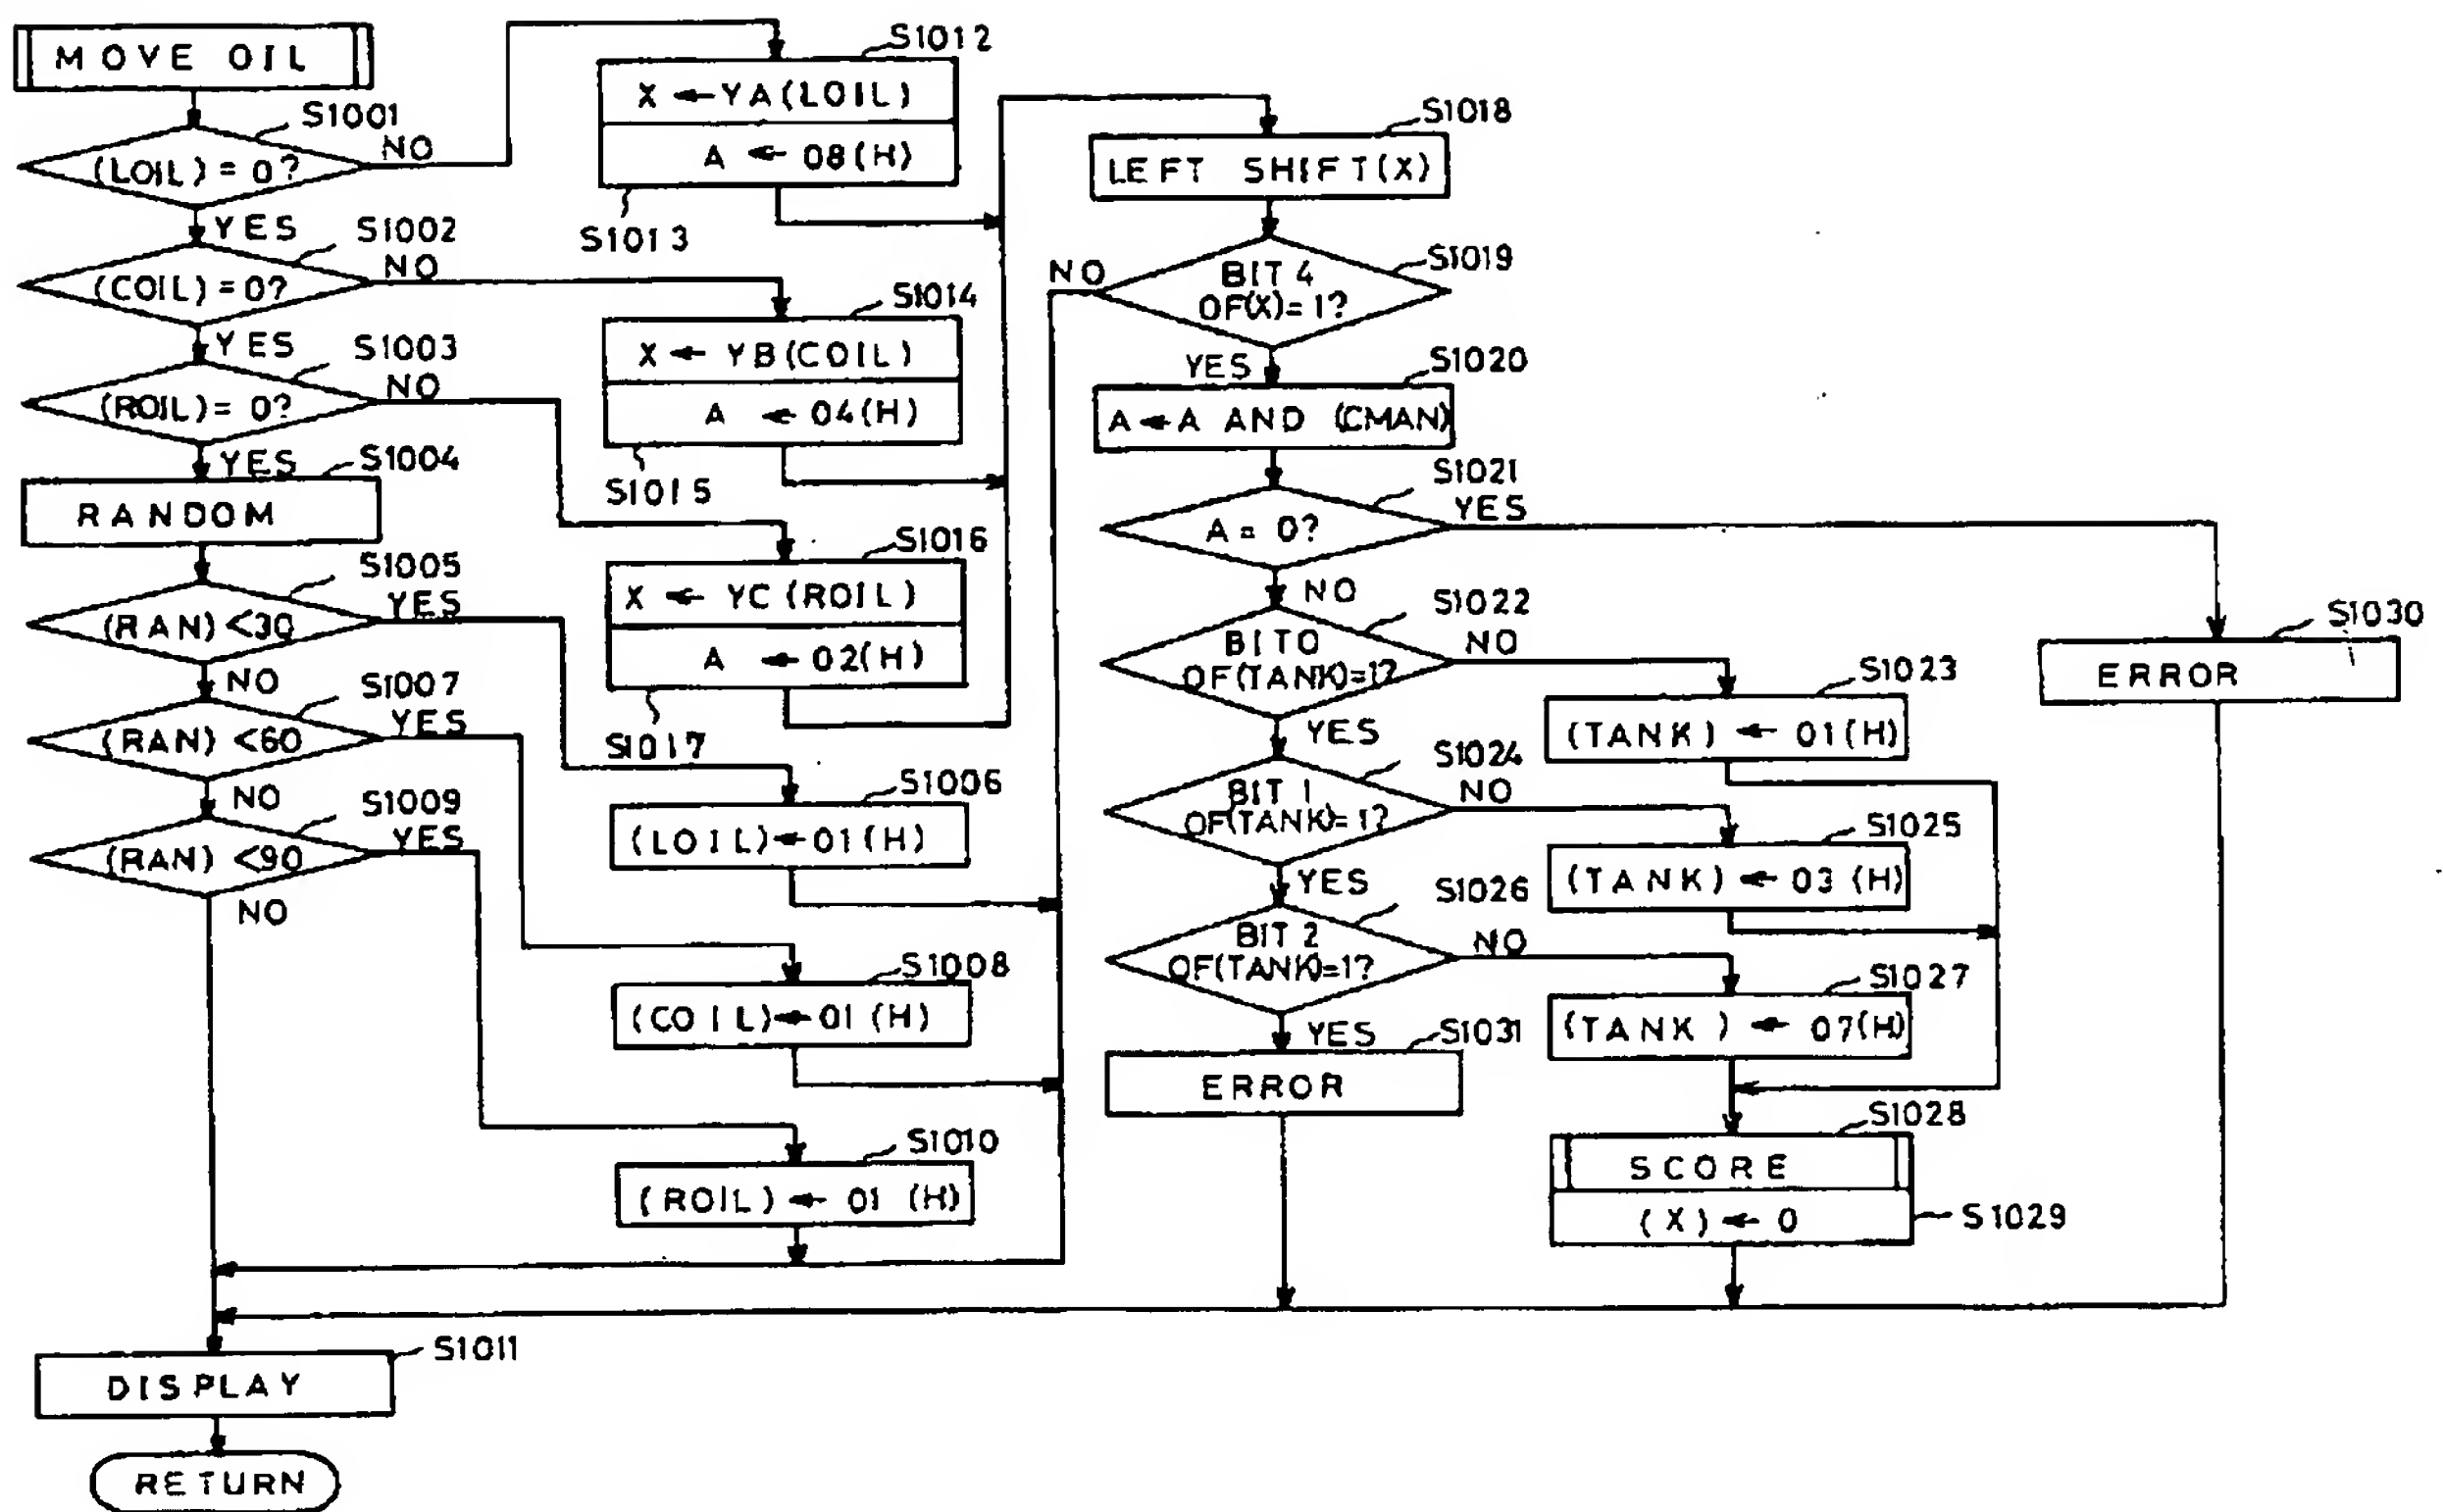 MOVE OIL
S1001
(LOIL) = 0?
NO
YES
S1002
(COIL) = 0?
NO
YES
S1003
(ROIL) = 0?
NO
YES
S1004
RANDOM
S1005
(RAN) <30
YES
NO
S1007
(RAN) <60
YES
NO
S1009
(RAN) <90
YES
NO
S1012
X ← YA(LOIL)
A ← 08(H)
S1013
S1014
X ← YB(COIL)
A ← 04(H)
S1015
S1016
X ← YC(ROIL)
A ← 02(H)
S1017
S1006
(LOIL)←01(H)
S1008
(COIL)←01(H)
S1010
(ROIL)←01(H)
S1018
LEFT SHIFT(X)
S1019
BIT 4
OF(X)=1?
NO
YES
S1020
A←A AND (CMAN)
S1021
A = 0?
YES
NO
S1022
BIT0
OF(TANK)=1?
NO
YES
S1023
(TANK) ← 01(H)
S1024
BIT 1
OF(TANK)=1?
NO
YES
S1025
(TANK) ← 03(H)
S1026
BIT 2
OF(TANK)=1?
NO
YES
S1027
(TANK) ← 07(H)
S1031
ERROR
S1028
SCORE
(X)←0
S1029
S1030
ERROR
S1011
DISPLAY
RETURN